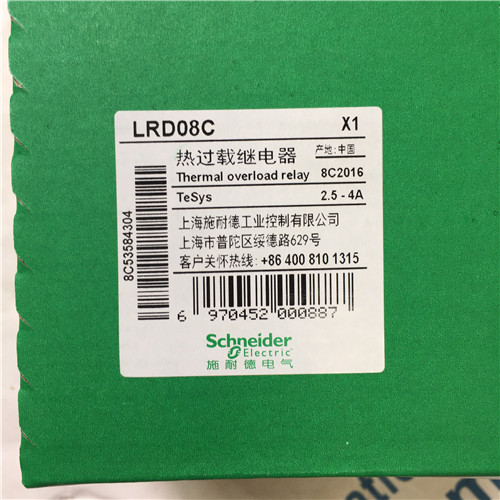 LRD08C X1
热过载继电器 产地: 中国
Thermal overload relay 8C2016
TeSys 2.5 - 4A
上海施耐德工业控制有限公司
上海市普陀区绥德路629号
客户关怀热线: +86 400 810 1315
8C53584304
6 970452 000887
Schneider
Electric
施耐德电气